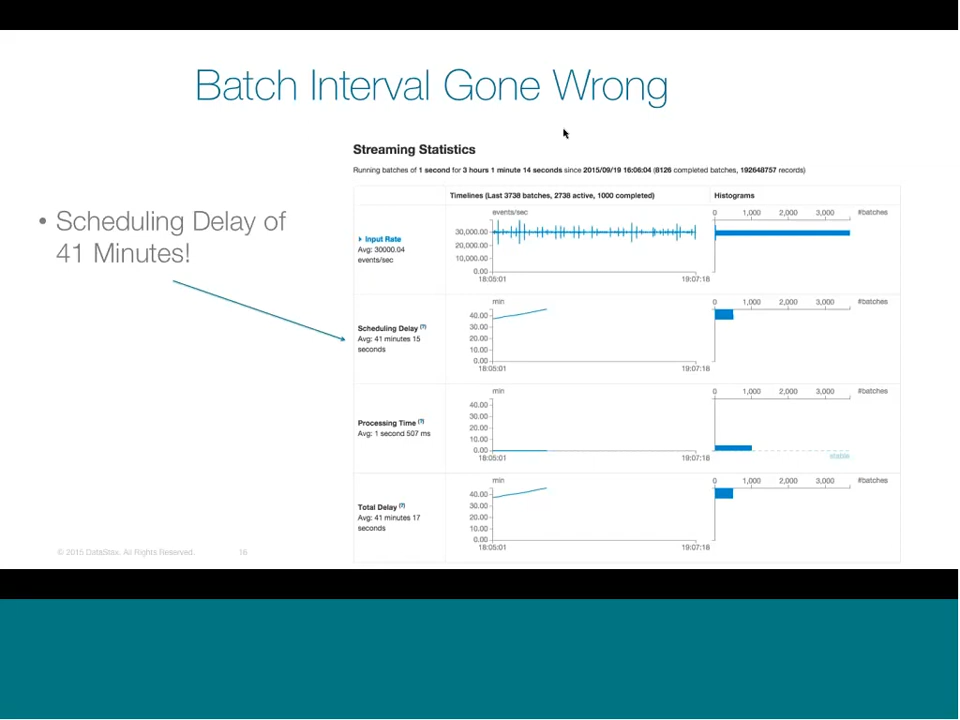 Batch Interval Gone Wrong
• Scheduling Delay of
41 Minutes!
Streaming Statistics
Running batches of 1 second for 3 hours 1 minute 14 seconds since 2015/09/19 16:06:04 (8126 completed batches, 192648757 records)
Timelines (Last 3738 batches, 2738 active, 1000 completed)
Histograms
Input Rate
Avg: 30000.04
events/sec
events/sec
30,000.00
20,000.00
10,000.00
0.00
18:05:01 19:07:18
0 1,000 2,000 3,000 #batches
Scheduling Delay (?)
Avg: 41 minutes 15
seconds
min
40.00
30.00
20.00
10.00
0.00
18:05:01 19:07:18
0 1,000 2,000 3,000 #batches
Processing Time (?)
Avg: 1 second 507 ms
min
40.00
30.00
20.00
10.00
0.00
18:05:01 19:07:18
0 1,000 2,000 3,000 #batches
stable
Total Delay (?)
Avg: 41 minutes 17
seconds
min
40.00
30.00
20.00
10.00
0.00
18:05:01 19:07:18
0 1,000 2,000 3,000 #batches
© 2015 DataStax. All Rights Reserved. 16